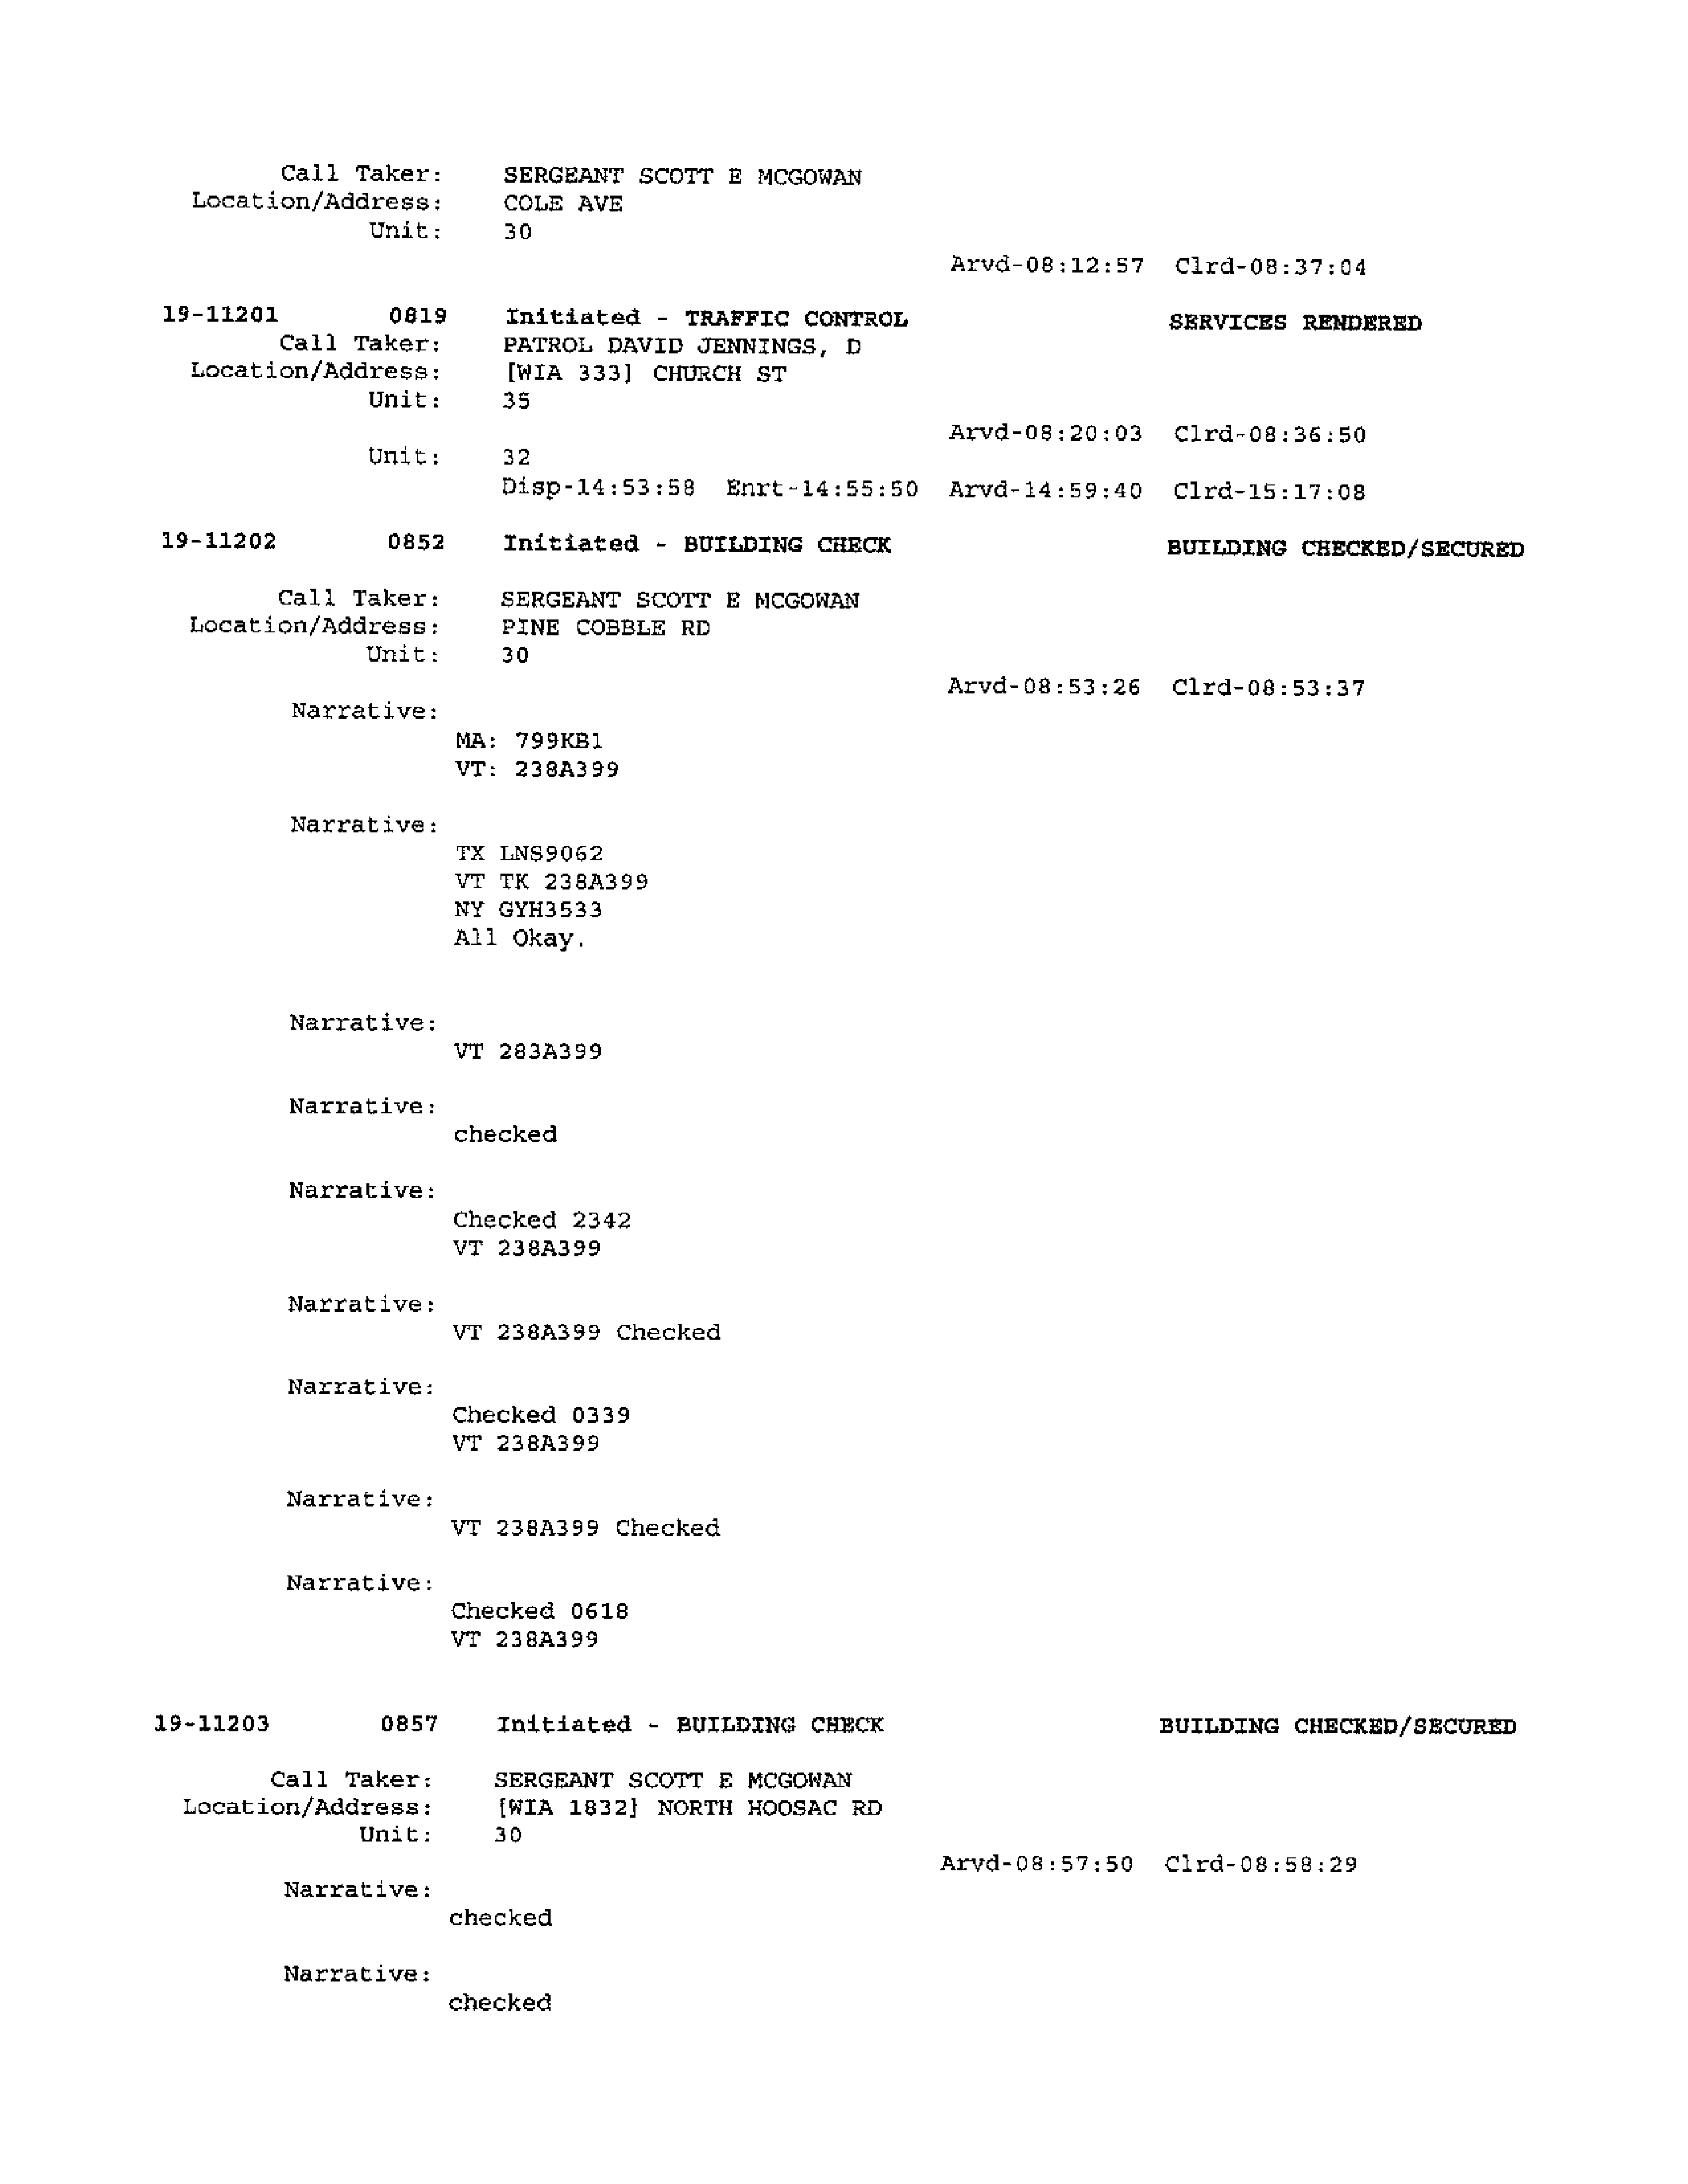 Call Taker: SERGEANT SCOTT E MCGOWAN
Location/Address: COLE AVE
Unit: 30
Arvd-08:12:57 Clrd-08:37:04
19-11201 0819 Initiated - TRAFFIC CONTROL SERVICES RENDERED
Call Taker: PATROL DAVID JENNINGS, D
Location/Address: [WIA 333] CHURCH ST
Unit: 35
Arvd-08:20:03 Clrd-08:36:50
Unit: 32
Disp-14:53:58 Enrt-14:55:50 Arvd-14:59:40 Clrd-15:17:08
19-11202 0852 Initiated - BUILDING CHECK BUILDING CHECKED/SECURED
Call Taker: SERGEANT SCOTT E MCGOWAN
Location/Address: PINE COBBLE RD
Unit: 30
Arvd-08:53:26 Clrd-08:53:37
Narrative:
MA: 799KB1
VT: 238A399
Narrative:
TX LNS9062
VT TK 238A399
NY GYH3533
All Okay.
Narrative:
VT 283A399
Narrative:
checked
Narrative:
Checked 2342
VT 238A399
Narrative:
VT 238A399 Checked
Narrative:
Checked 0339
VT 238A399
Narrative:
VT 238A399 Checked
Narrative:
Checked 0618
VT 238A399
19-11203 0857 Initiated - BUILDING CHECK BUILDING CHECKED/SECURED
Call Taker: SERGEANT SCOTT E MCGOWAN
Location/Address: [WIA 1832] NORTH HOOSAC RD
Unit: 30
Arvd-08:57:50 Clrd-08:58:29
Narrative:
checked
Narrative:
checked